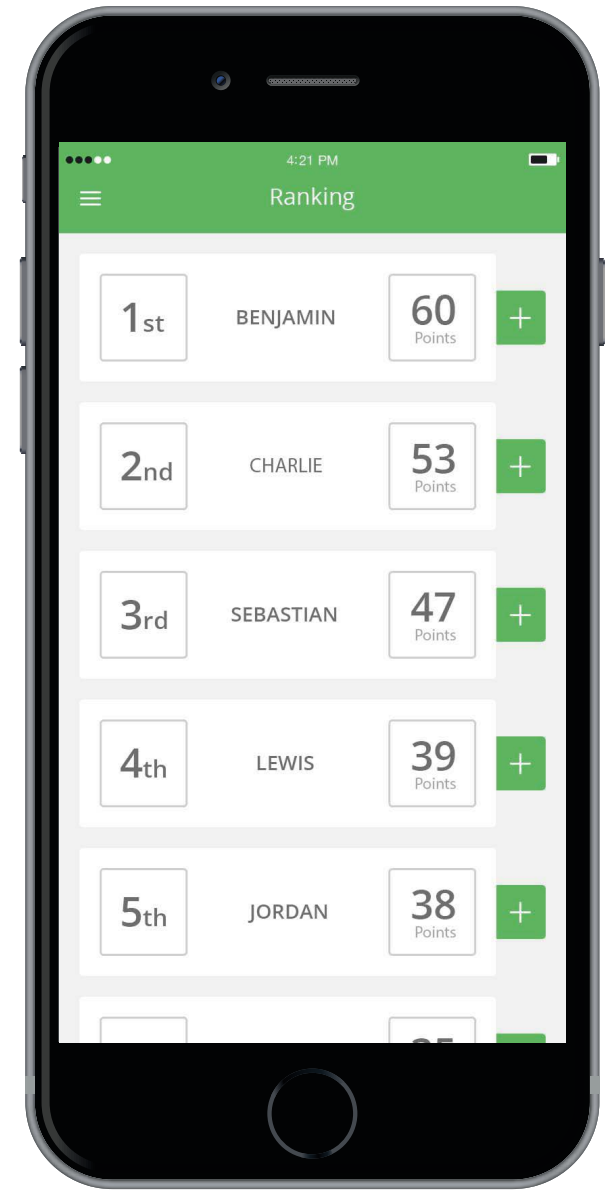 4:21 PM
Ranking
1st BENJAMIN 60 Points
2nd CHARLIE 53 Points
3rd SEBASTIAN 47 Points
4th LEWIS 39 Points
5th JORDAN 38 Points